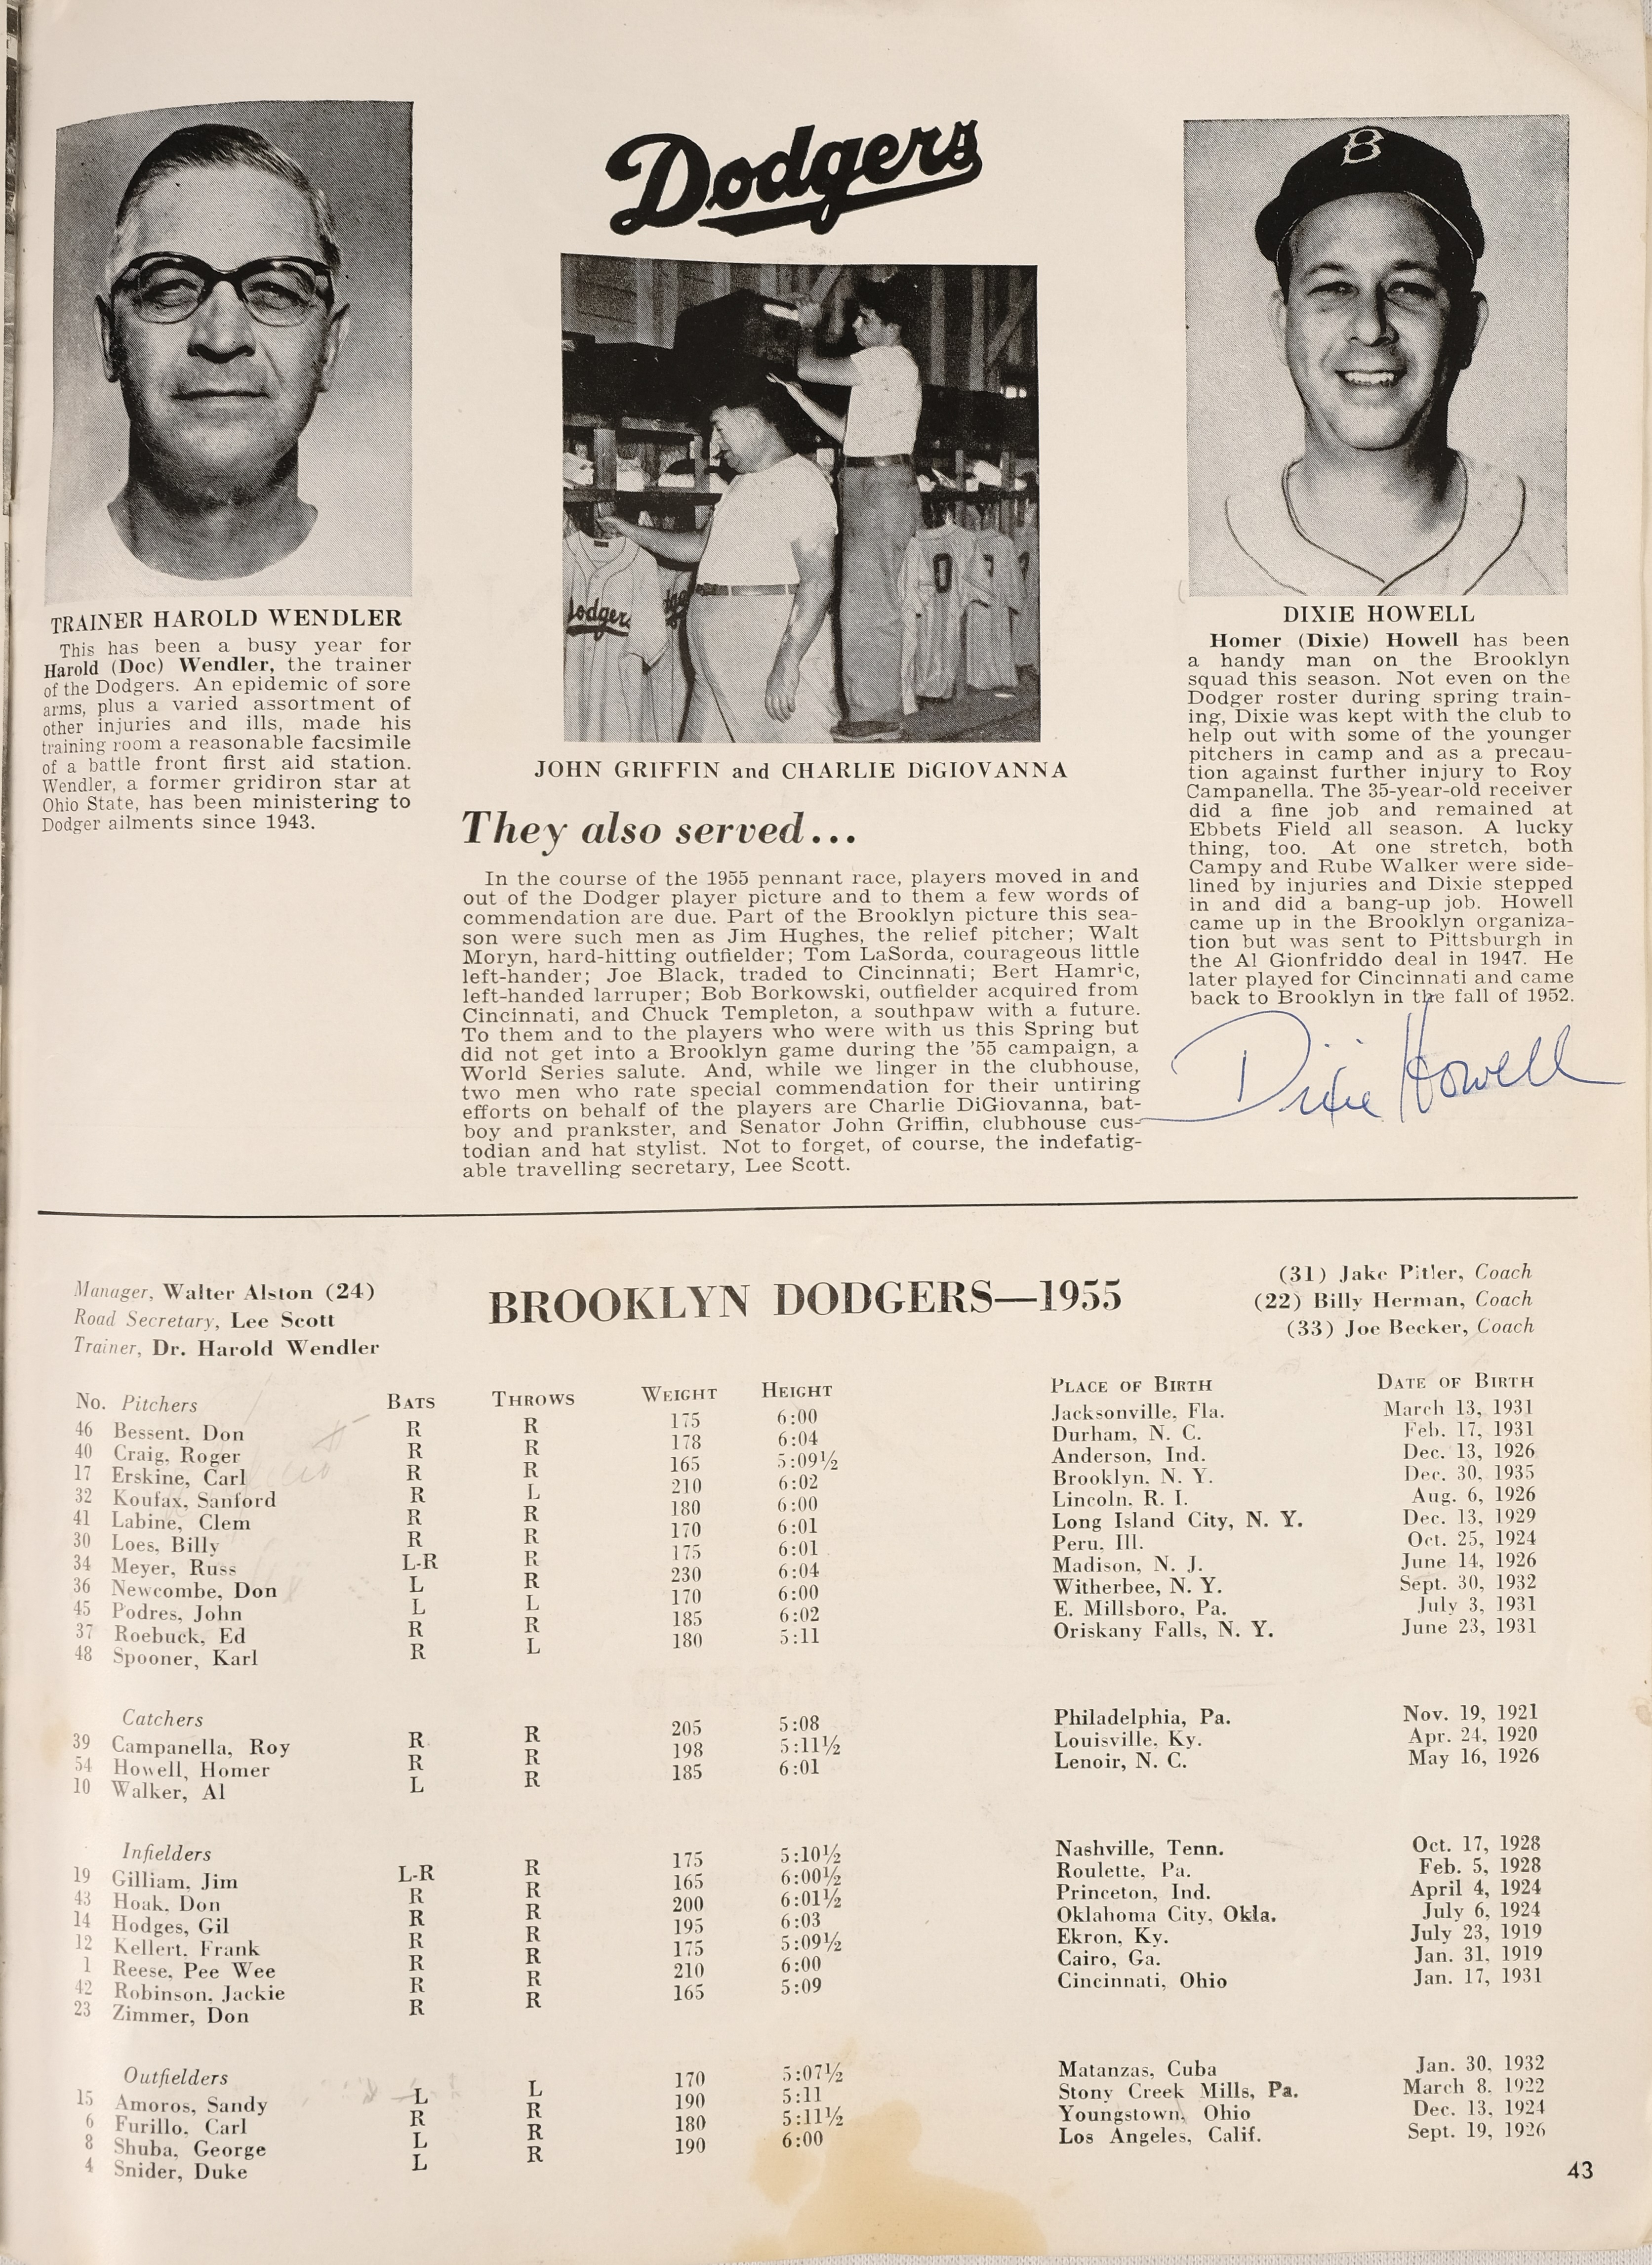 Dodgers
B
Dodgers
0
TRAINER HAROLD WENDLER
This has been a busy year for
Harold (Doc) Wendler, the trainer
of the Dodgers. An epidemic of sore
arms, plus a varied assortment of
other injuries and ills, made his
training room a reasonable facsimile
of a battle front first aid station.
Wendler, a former gridiron star at
Ohio State, has been ministering to
Dodger ailments since 1943.
JOHN GRIFFIN and CHARLIE DiGIOVANNA
They also served...
In the course of the 1955 pennant race, players moved in and
out of the Dodger player picture and to them a few words of
commendation are due. Part of the Brooklyn picture this sea-
son were such men as Jim Hughes, the relief pitcher; Walt
Moryn, hard-hitting outfielder; Tom LaSorda, courageous little
left-hander; Joe Black, traded to Cincinnati; Bert Hamric,
left-handed larruper; Bob Borkowski, outfielder acquired from
Cincinnati, and Chuck Templeton, a southpaw with a future.
To them and to the players who were with us this Spring but
did not get into a Brooklyn game during the '55 campaign, a
World Series salute. And, while we linger in the clubhouse,
two men who rate special commendation for their untiring
efforts on behalf of the players are Charlie DiGiovanna, bat-
boy and prankster, and Senator John Griffin, clubhouse cus-
todian and hat stylist. Not to forget, of course, the indefatig-
able travelling secretary, Lee Scott.
DIXIE HOWELL
Homer (Dixie) Howell has been
a handy man on the Brooklyn
squad this season. Not even on the
Dodger roster during spring train-
ing, Dixie was kept with the club to
help out with some of the younger
pitchers in camp and as a precau-
tion against further injury to Roy
Campanella. The 35-year-old receiver
did a fine job and remained at
Ebbets Field all season. A lucky
thing, too. At one stretch, both
Campy and Rube Walker were side-
lined by injuries and Dixie stepped
in and did a bang-up job. Howell
came up in the Brooklyn organiza-
tion but was sent to Pittsburgh in
the Al Gionfriddo deal in 1947. He
later played for Cincinnati and came
back to Brooklyn in the fall of 1952.
Dixie Howell
Manager, Walter Alston (24)
Road Secretary, Lee Scott
Trainer, Dr. Harold Wendler
BROOKLYN DODGERS—1955
(31) Jake Pitler, Coach
(22) Billy Herman, Coach
(33) Joe Becker, Coach
No. Pitchers BATS THROWS WEIGHT HEIGHT PLACE OF BIRTH DATE OF BIRTH
46 Bessent, Don R R 175 6:00 Jacksonville, Fla. March 13, 1931
40 Craig, Roger R R 178 6:04 Durham, N. C. Feb. 17, 1931
17 Erskine, Carl R R 165 5:09½ Anderson, Ind. Dec. 13, 1926
32 Koufax, Sanford R L 210 6:02 Brooklyn, N. Y. Dec. 30, 1935
41 Labine, Clem R R 180 6:00 Lincoln, R. I. Aug. 6, 1926
30 Loes, Billy R R 170 6:01 Long Island City, N. Y. Dec. 13, 1929
34 Meyer, Russ L-R R 175 6:01 Peru, Ill. Oct. 25, 1924
36 Newcombe, Don L R 230 6:04 Madison, N. J. June 14, 1926
45 Podres, John L L 170 6:00 Witherbee, N. Y. Sept. 30, 1932
37 Roebuck, Ed R R 185 6:02 E. Millsboro, Pa. July 3, 1931
48 Spooner, Karl R L 180 5:11 Oriskany Falls, N. Y. June 23, 1931
Catchers
39 Campanella, Roy R R 205 5:08 Philadelphia, Pa. Nov. 19, 1921
54 Howell, Homer R R 198 5:11½ Louisville, Ky. Apr. 24, 1920
10 Walker, Al L R 185 6:01 Lenoir, N. C. May 16, 1926
Infielders
19 Gilliam, Jim L-R R 175 5:10½ Nashville, Tenn. Oct. 17, 1928
43 Hoak, Don R R 165 6:00½ Roulette, Pa. Feb. 5, 1928
14 Hodges, Gil R R 200 6:01½ Princeton, Ind. April 4, 1924
12 Kellert, Frank R R 195 6:03 Oklahoma City, Okla. July 6, 1924
1 Reese, Pee Wee R R 175 5:09½ Ekron, Ky. July 23, 1919
42 Robinson, Jackie R R 210 6:00 Cairo, Ga. Jan. 31, 1919
23 Zimmer, Don R R 165 5:09 Cincinnati, Ohio Jan. 17, 1931
Outfielders
15 Amoros, Sandy L L 170 5:07½ Matanzas, Cuba Jan. 30, 1932
6 Furillo, Carl R R 190 5:11 Stony Creek Mills, Pa. March 8, 1922
8 Shuba, George L R 180 5:11½ Youngstown, Ohio Dec. 13, 1924
4 Snider, Duke L R 190 6:00 Los Angeles, Calif. Sept. 19, 1926
43